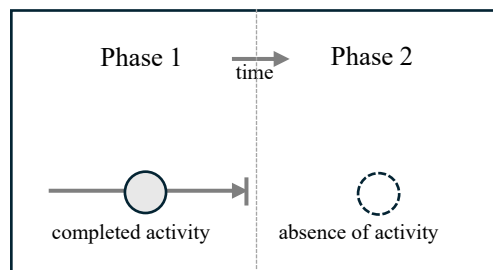 Phase 1
time
Phase 2
completed activity
absence of activity